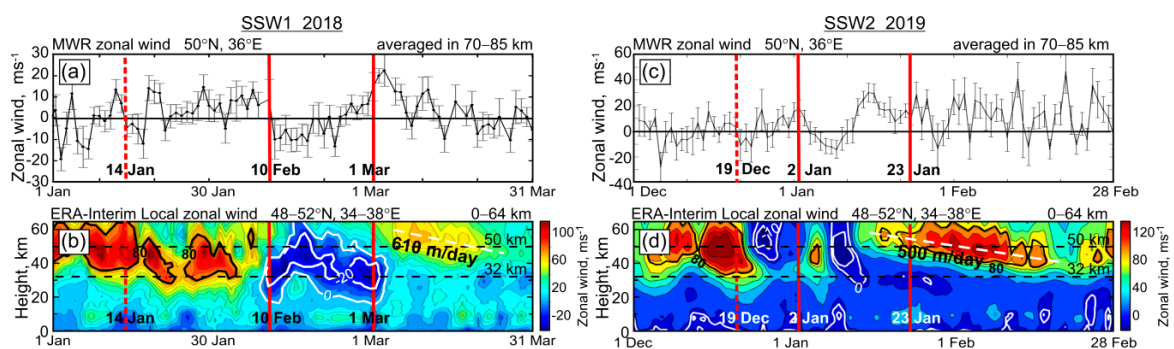 SSW1 2018
MWR zonal wind 50°N, 36°E averaged in 70–85 km
(a)
Zonal wind, ms⁻¹
30
20
10
0
-10
-20
-30
14 Jan 10 Feb 1 Mar
1 Jan 30 Jan 1 Mar 31 Mar
ERA-Interim Local zonal wind 48–52°N, 34–38°E 0–64 km
(b)
Height, km
60
40
20
0
80 80 -20 0
50 km
610 m/day
32 km
14 Jan 10 Feb 1 Mar
1 Jan 30 Jan 1 Mar 31 Mar
100
60
20
-20
Zonal wind, ms⁻¹
SSW2 2019
MWR zonal wind 50°N, 36°E averaged in 70–85 km
(c)
Zonal wind, ms⁻¹
60
40
20
0
-20
-40
19 Dec 2 Jan 23 Jan
1 Dec 1 Jan 1 Feb 28 Feb
ERA-Interim Local zonal wind 48–52°N, 34–38°E 0–64 km
(d)
Height, km
60
40
20
0
80 0 0 80
50 km
500 m/day
32 km
19 Dec 2 Jan 23 Jan
1 Dec 1 Jan 1 Feb 28 Feb
120
80
40
0
Zonal wind, ms⁻¹